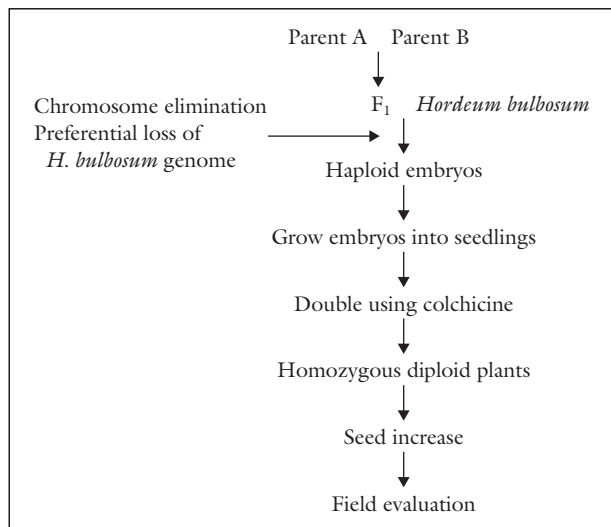 Parent A Parent B
F₁ Hordeum bulbosum
Chromosome elimination
Preferential loss of
H. bulbosum genome
Haploid embryos
Grow embryos into seedlings
Double using colchicine
Homozygous diploid plants
Seed increase
Field evaluation